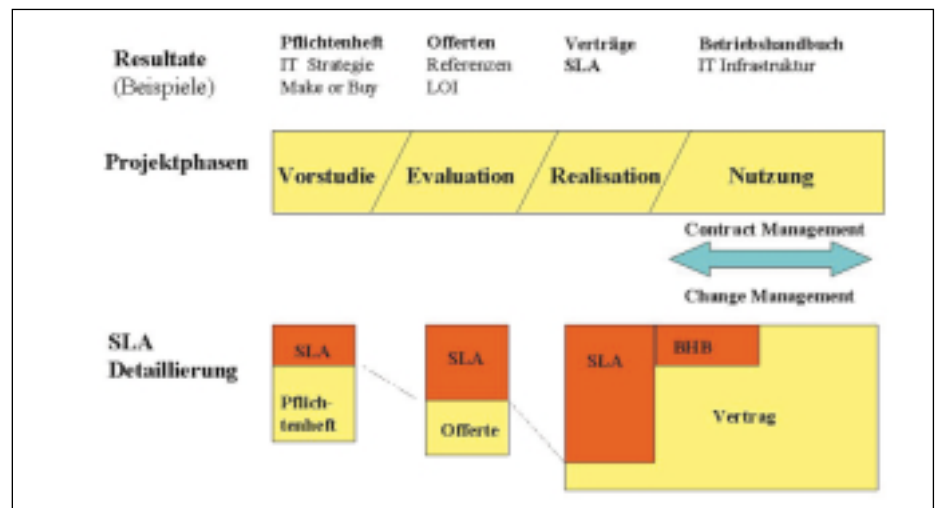 Resultate
(Beispiele)
Pflichtenheft
IT Strategie
Make or Buy
Offerten
Referenzen
LOI
Verträge
SLA
Betriebshandbuch
IT Infrastruktur
Projektphasen
Vorstudie
Evaluation
Realisation
Nutzung
Contract Management
Change Management
SLA
Detaillierung
SLA
Pflich-
tenheft
SLA
Offerte
SLA
BHB
Vertrag